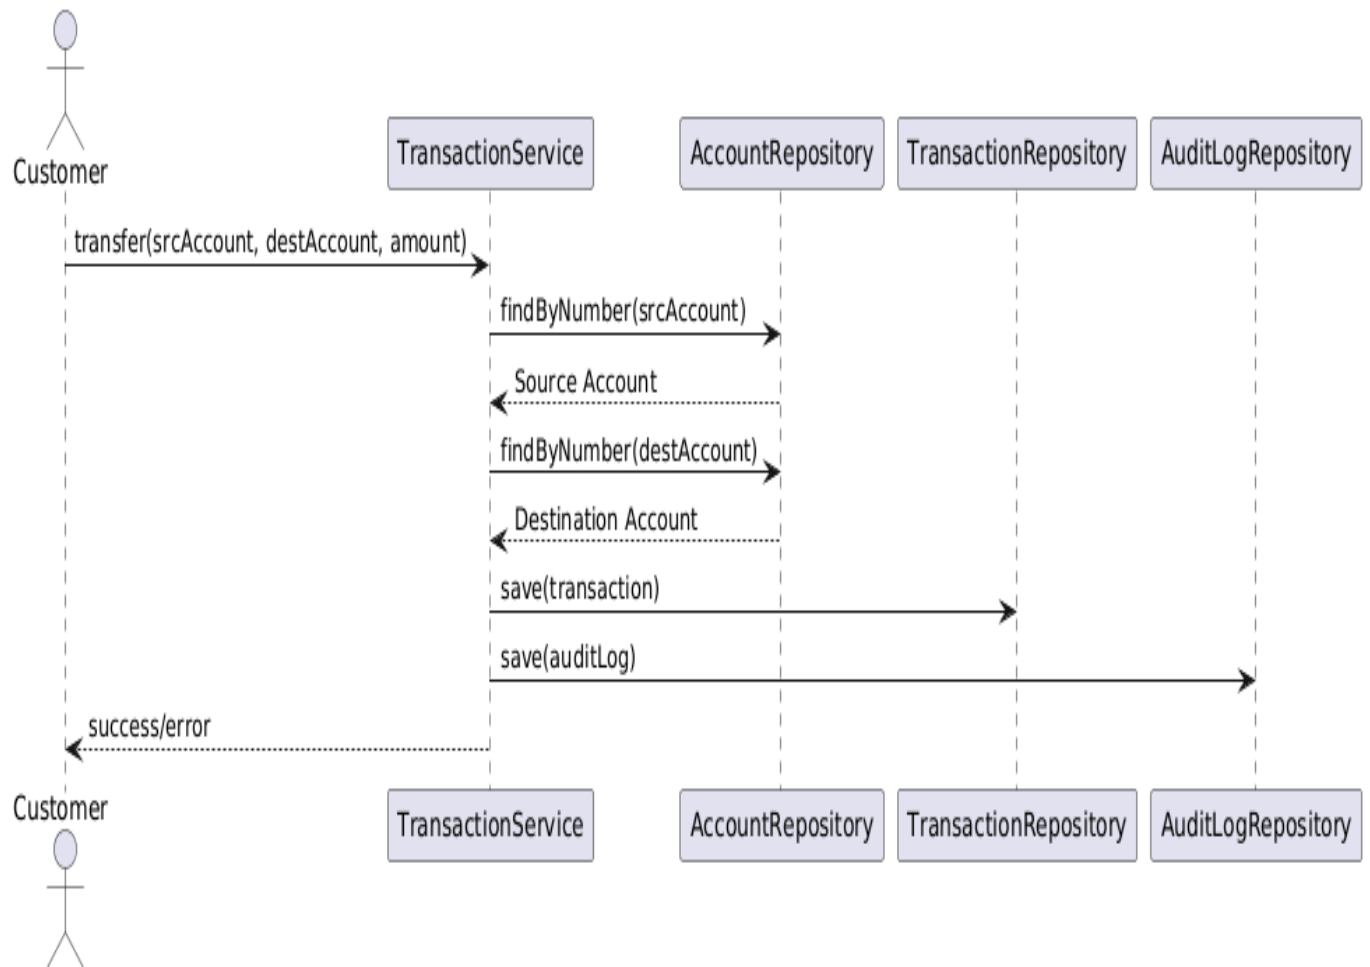 Customer
TransactionService
AccountRepository
TransactionRepository
AuditLogRepository
transfer(srcAccount, destAccount, amount)
findByNumber(srcAccount)
Source Account
findByNumber(destAccount)
Destination Account
save(transaction)
save(auditLog)
success/error
Customer
TransactionService
AccountRepository
TransactionRepository
AuditLogRepository